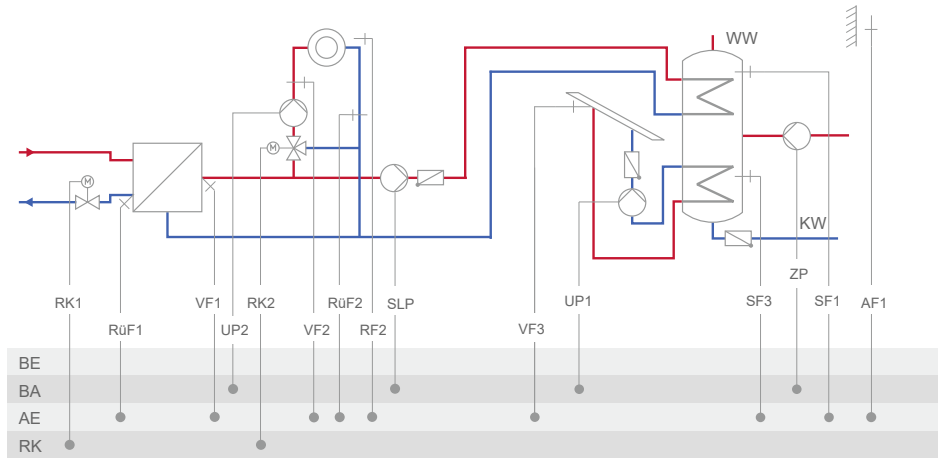 WW
M
M
KW
RK1
VF1
RK2
RüF2
SLP
UP1
ZP
SF3
SF1
AF1
RüF1
UP2
VF2
RF2
VF3
BE
BA
AE
RK